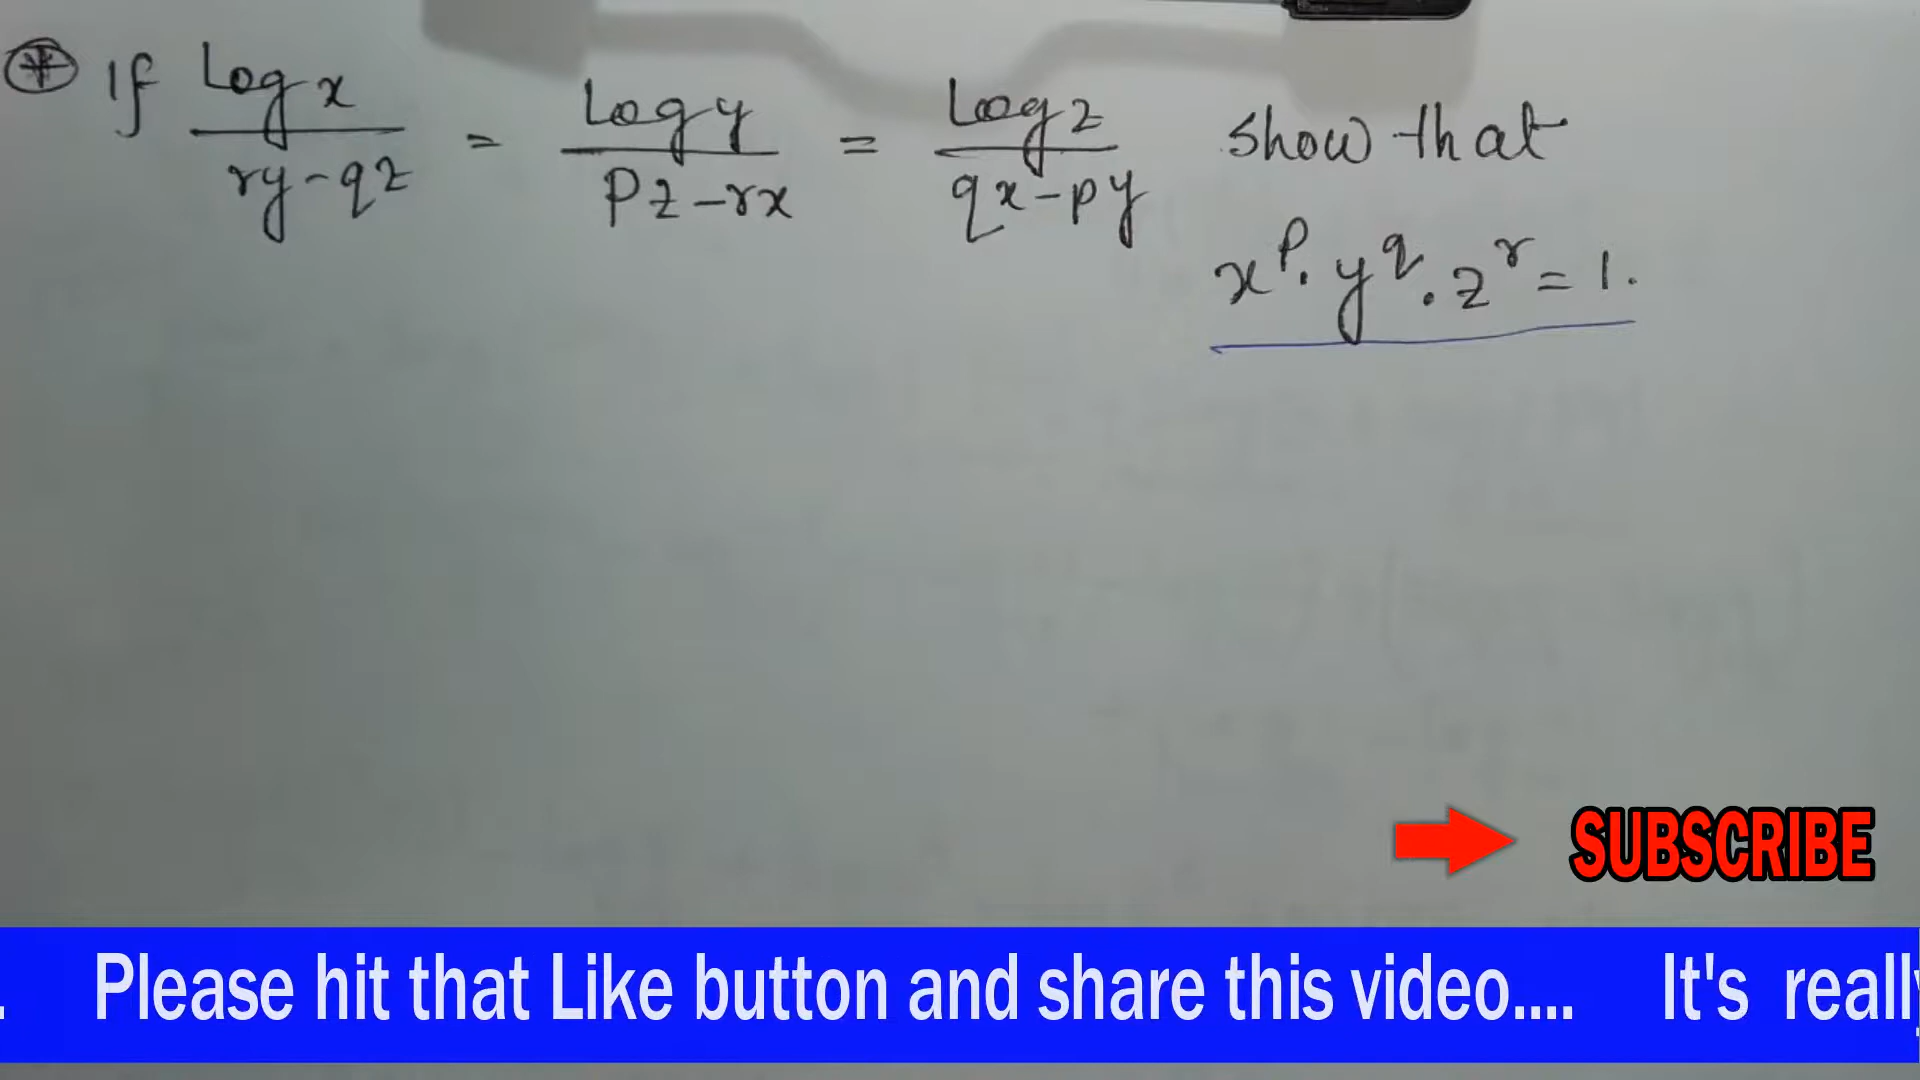 If Log x / ry-qz = Log y / pz-rx = Log z / qx-py show that
x^p . y^q . z^r = 1.
SUBSCRIBE
. Please hit that Like button and share this video.... It's really